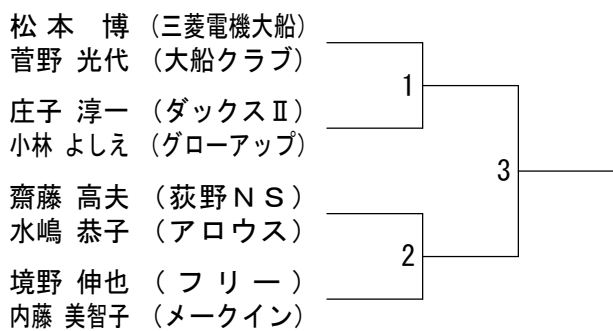 松本 博 (三菱電機大船)
菅野 光代 (大船クラブ)
1
庄子 淳一 (ダックスⅡ)
小林 よしえ (グローアップ)
3
齋藤 高夫 (荻野ＮＳ)
水嶋 恭子 (アロウス)
2
境野 伸也 (フリー)
内藤 美智子 (メークイン)